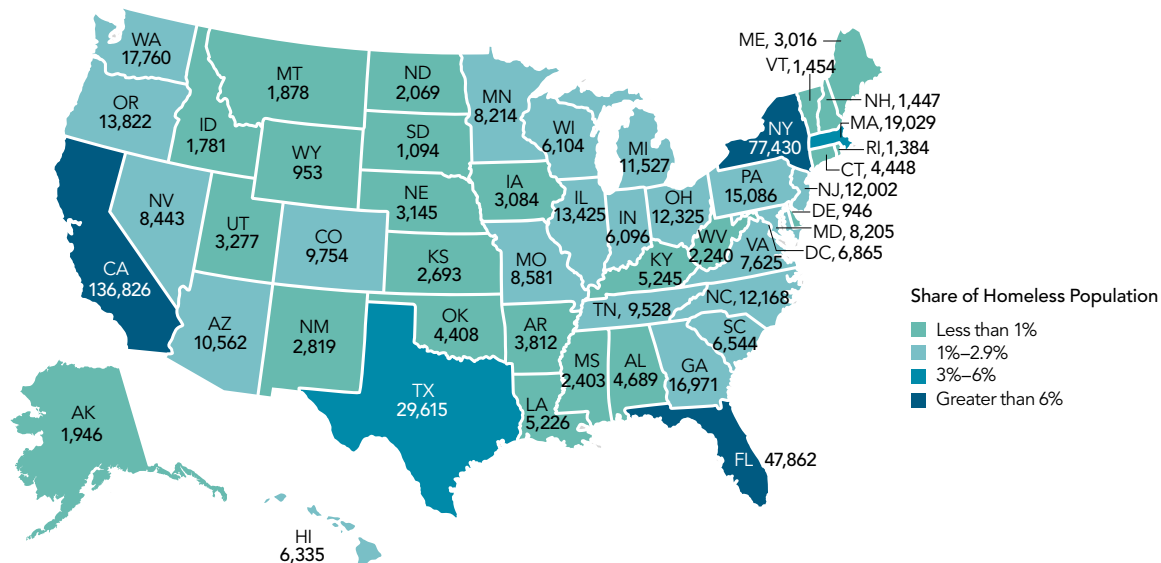 WA
17,760
OR
13,822
CA
136,826
ID
1,781
NV
8,443
MT
1,878
WY
953
UT
3,277
AZ
10,562
CO
9,754
NM
2,819
ND
2,069
SD
1,094
NE
3,145
KS
2,693
OK
4,408
TX
29,615
MN
8,214
IA
3,084
MO
8,581
AR
3,812
LA
5,226
WI
6,104
IL
13,425
MI
11,527
IN
6,096
OH
12,325
KY
5,245
TN, 9,528
MS
2,403
AL
4,689
GA
16,971
FL 47,862
SC
6,544
NC, 12,168
VA
7,625
WV
2,240
PA
15,086
NY
77,430
ME, 3,016
VT, 1,454
NH, 1,447
MA, 19,029
RI, 1,384
CT, 4,448
NJ, 12,002
DE, 946
MD, 8,205
DC, 6,865
AK
1,946
HI
6,335
Share of Homeless Population
Less than 1%
1%–2.9%
3%–6%
Greater than 6%